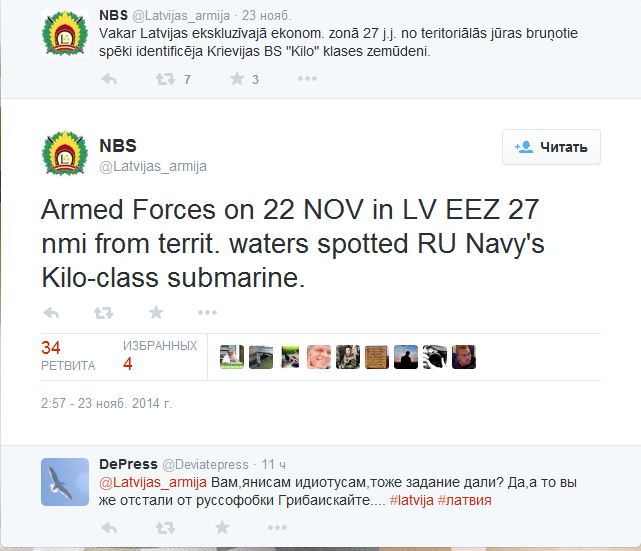 NBS @Latvijas_armija · 23 нояб.
Vakar Latvijas ekskluzīvajā ekonom. zonā 27 j.j. no teritoriālās jūras bruņotie
spēki identificēja Krievijas BS "Kilo" klases zemūdeni.
7 3
NBS
@Latvijas_armija
Читать
Armed Forces on 22 NOV in LV EEZ 27
nmi from territ. waters spotted RU Navy's
Kilo-class submarine.
34
РЕТВИТА
ИЗБРАННЫХ
4
2:57 - 23 нояб. 2014 г.
DePress @Deviatepress · 11 ч
@Latvijas_armija Вам,янисам идиотусам,тоже задание дали? Да,а то вы
же отстали от руссофобки Грибаискайте.... #latvija #латвия